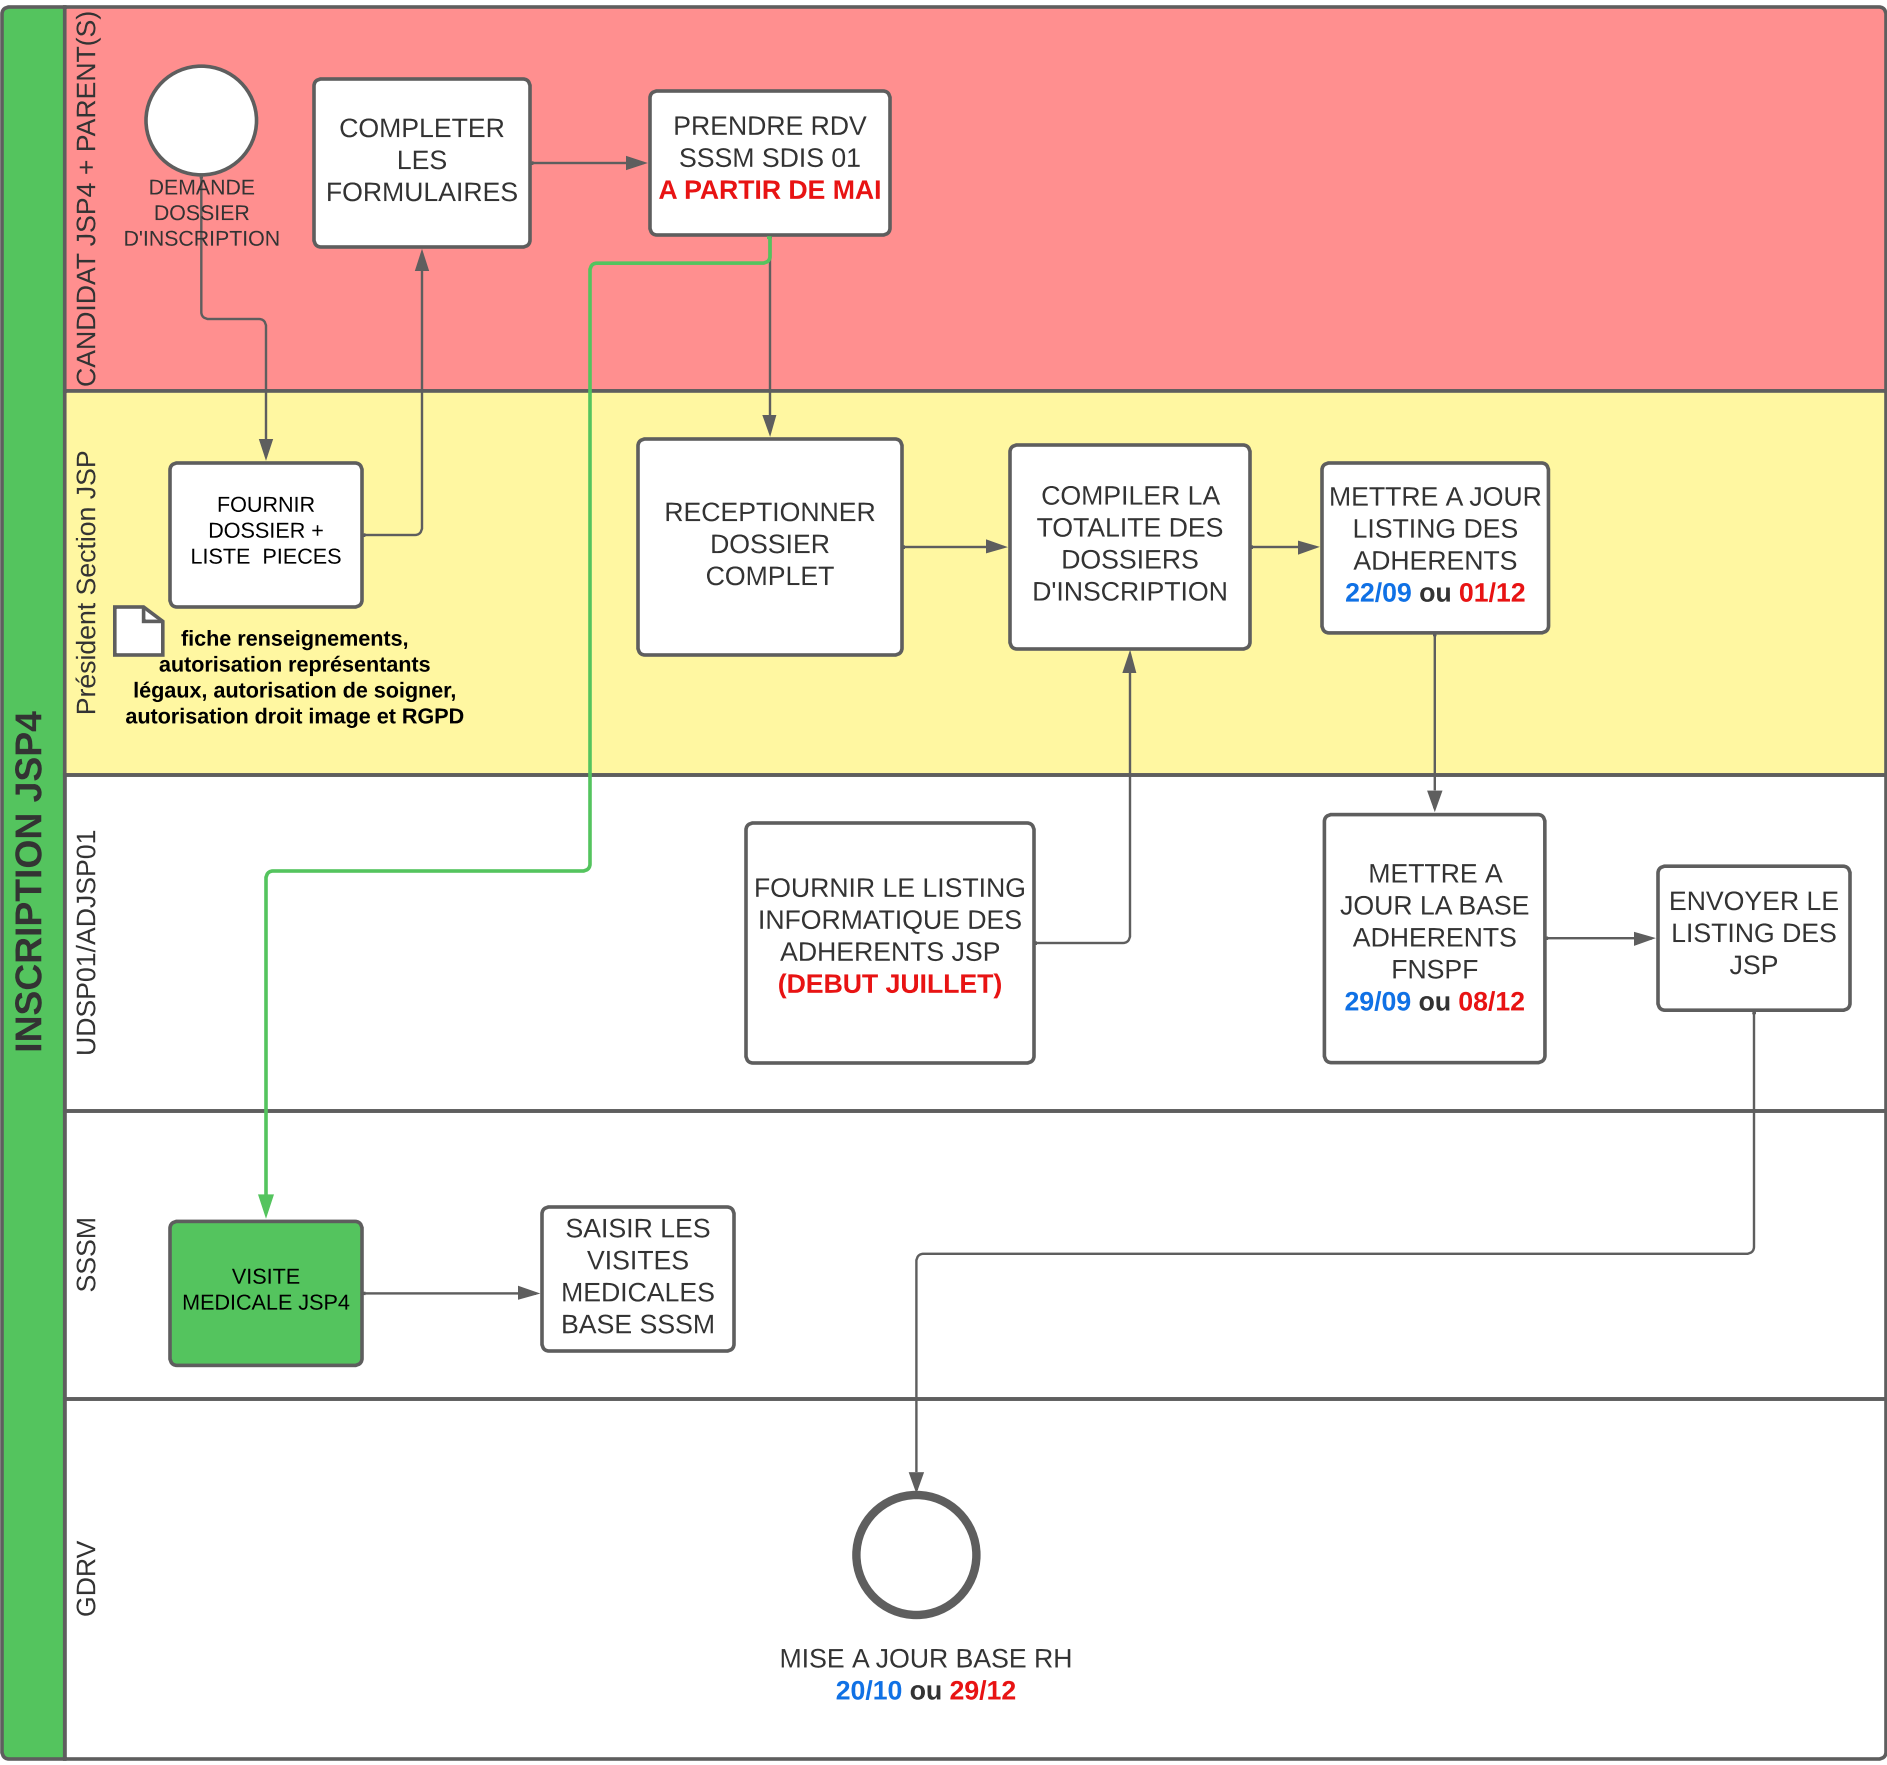 INSCRIPTION JSP4
CANDIDAT JSP4 + PARENT(S)
DEMANDE
DOSSIER
D'INSCRIPTION
COMPLETER
LES
FORMULAIRES
PRENDRE RDV
SSSM SDIS 01
A PARTIR DE MAI
Président Section JSP
FOURNIR
DOSSIER +
LISTE  PIECES
fiche renseignements,
autorisation représentants
légaux, autorisation de soigner,
autorisation droit image et RGPD
RECEPTIONNER
DOSSIER
COMPLET
COMPILER LA
TOTALITE DES
DOSSIERS
D'INSCRIPTION
METTRE A JOUR
LISTING DES
ADHERENTS
22/09 ou 01/12
UDSP01/ADJSP01
FOURNIR LE LISTING
INFORMATIQUE DES
ADHERENTS JSP
(DEBUT JUILLET)
METTRE A
JOUR LA BASE
ADHERENTS
FNSPF
29/09 ou 08/12
ENVOYER LE
LISTING DES
JSP
SSSM
VISITE
MEDICALE JSP4
SAISIR LES
VISITES
MEDICALES
BASE SSSM
GDRV
MISE A JOUR BASE RH
20/10 ou 29/12